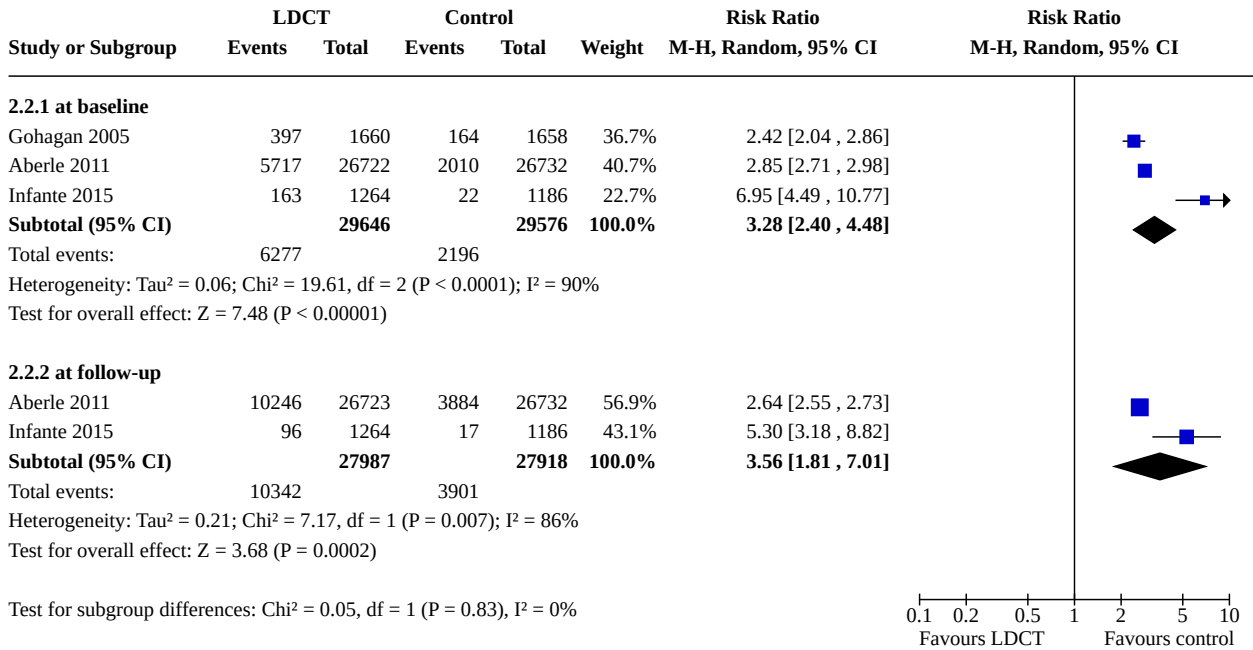 LDCT Control Risk Ratio Risk Ratio
Study or Subgroup Events Total Events Total Weight M-H, Random, 95% CI M-H, Random, 95% CI
2.2.1 at baseline
Gohagan 2005 397 1660 164 1658 36.7% 2.42 [2.04 , 2.86]
Aberle 2011 5717 26722 2010 26732 40.7% 2.85 [2.71 , 2.98]
Infante 2015 163 1264 22 1186 22.7% 6.95 [4.49 , 10.77]
Subtotal (95% CI) 29646 29576 100.0% 3.28 [2.40 , 4.48]
Total events: 6277 2196
Heterogeneity: Tau² = 0.06; Chi² = 19.61, df = 2 (P < 0.0001); I² = 90%
Test for overall effect: Z = 7.48 (P < 0.00001)
2.2.2 at follow-up
Aberle 2011 10246 26723 3884 26732 56.9% 2.64 [2.55 , 2.73]
Infante 2015 96 1264 17 1186 43.1% 5.30 [3.18 , 8.82]
Subtotal (95% CI) 27987 27918 100.0% 3.56 [1.81 , 7.01]
Total events: 10342 3901
Heterogeneity: Tau² = 0.21; Chi² = 7.17, df = 1 (P = 0.007); I² = 86%
Test for overall effect: Z = 3.68 (P = 0.0002)
Test for subgroup differences: Chi² = 0.05, df = 1 (P = 0.83), I² = 0%
0.1 0.2 0.5 1 2 5 10
Favours LDCT Favours control